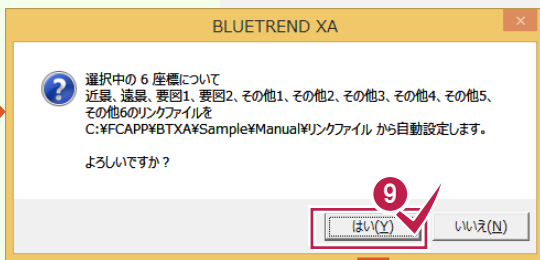 BLUETREND XA
選択中の 6 座標について
近景、遠景、要図1、要図2、その他1、その他2、その他3、その他4、その他5、
その他6のリンクファイルを
C:¥FCAPP¥BTXA¥Sample¥Manual¥リンクファイル から自動設定します。
よろしいですか？
9
はい(Y)
いいえ(N)